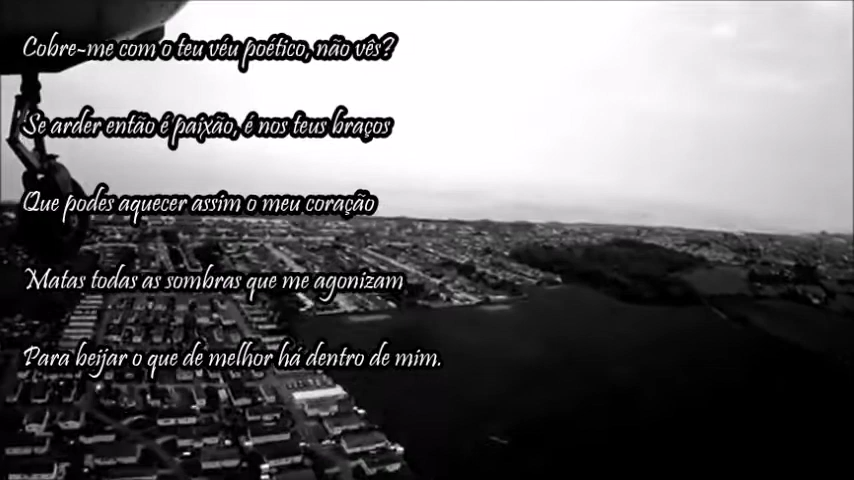 Cobre-me com o teu véu poético, não vês?
Se arder então é paixão, é nos teus braços
Que podes aquecer assim o meu coração
Matas todas as sombras que me agonizam
Para beijar o que de melhor há dentro de mim.